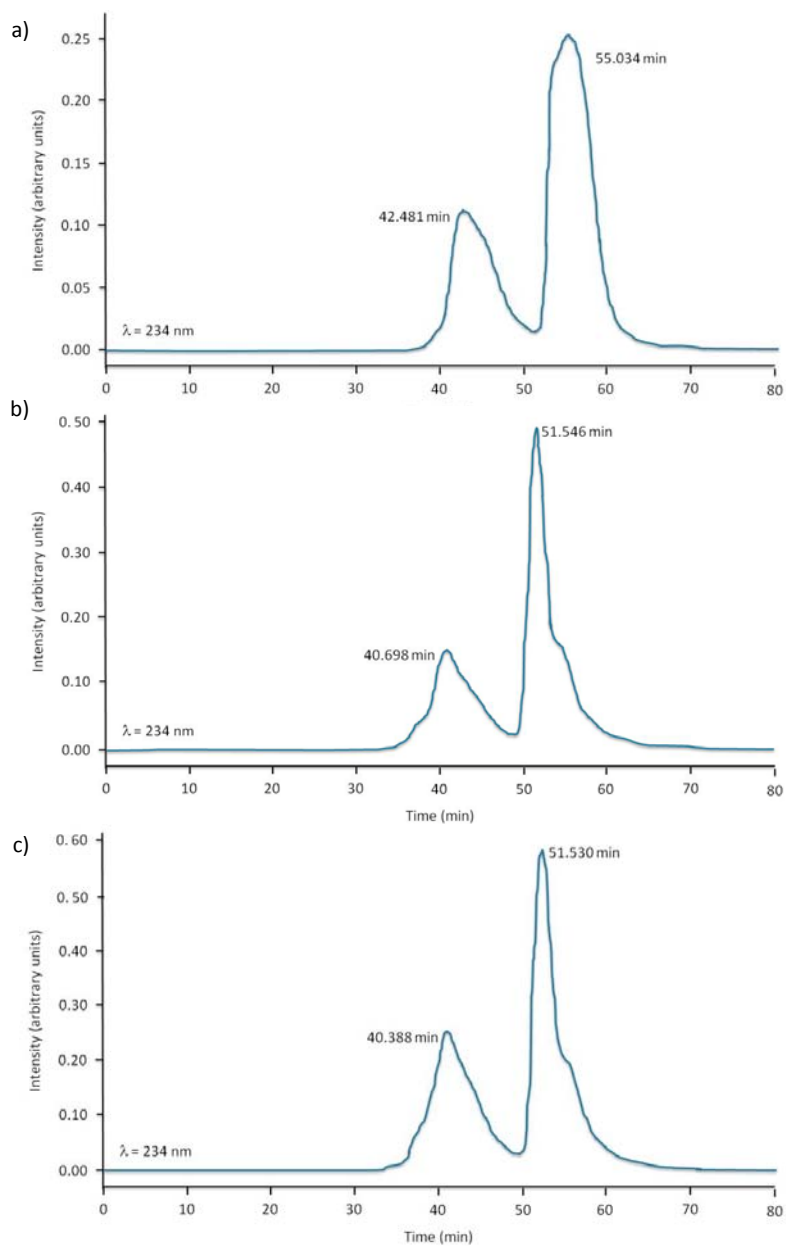 a)
Intensity (arbitrary units)
0.25
0.20
0.15
0.10
0.05
0.00
42.481 min
55.034 min
λ = 234 nm
0 10 20 30 40 50 60 70 80
b)
Intensity (arbitrary units)
0.50
0.40
0.30
0.20
0.10
0.00
40.698 min
51.546 min
λ = 234 nm
0 10 20 30 40 50 60 70 80
Time (min)
c)
Intensity (arbitrary units)
0.60
0.50
0.40
0.30
0.20
0.10
0.00
40.388 min
51.530 min
λ = 234 nm
0 10 20 30 40 50 60 70 80
Time (min)